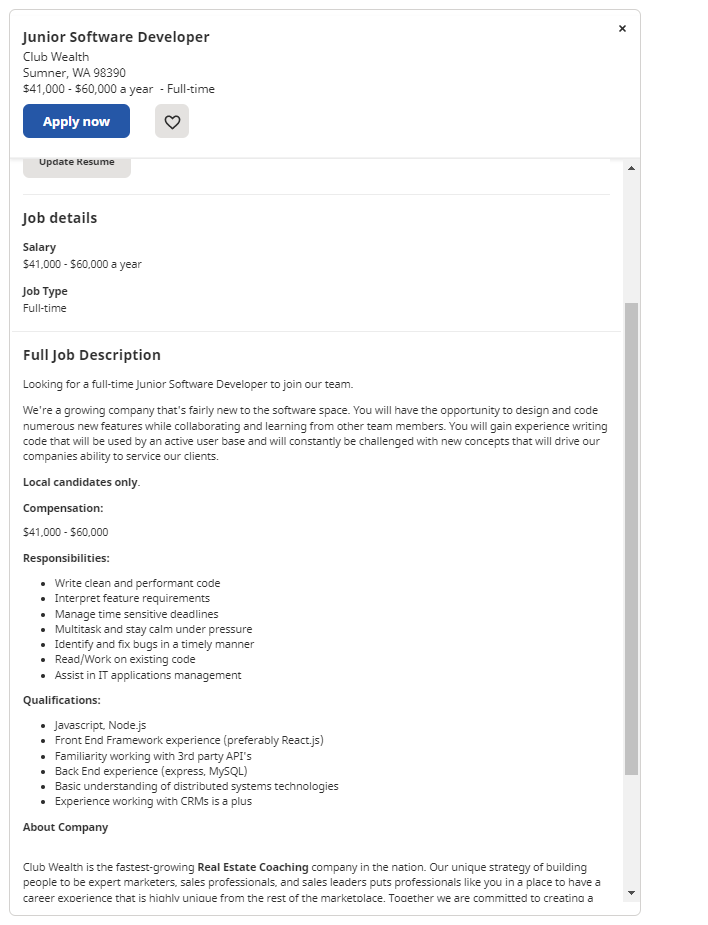 Junior Software Developer
×
Club Wealth
Sumner, WA 98390
$41,000 - $60,000 a year - Full-time
Apply now
Update Resume
Job details
Salary
$41,000 - $60,000 a year
Job Type
Full-time
Full Job Description
Looking for a full-time Junior Software Developer to join our team.
We're a growing company that's fairly new to the software space. You will have the opportunity to design and code
numerous new features while collaborating and learning from other team members. You will gain experience writing
code that will be used by an active user base and will constantly be challenged with new concepts that will drive our
companies ability to service our clients.
Local candidates only.
Compensation:
$41,000 - $60,000
Responsibilities:
• Write clean and performant code
• Interpret feature requirements
• Manage time sensitive deadlines
• Multitask and stay calm under pressure
• Identify and fix bugs in a timely manner
• Read/Work on existing code
• Assist in IT applications management
Qualifications:
• Javascript, Node.js
• Front End Framework experience (preferably React.js)
• Familiarity working with 3rd party API's
• Back End experience (express, MySQL)
• Basic understanding of distributed systems technologies
• Experience working with CRMs is a plus
About Company
Club Wealth is the fastest-growing Real Estate Coaching company in the nation. Our unique strategy of building
people to be expert marketers, sales professionals, and sales leaders puts professionals like you in a place to have a
career experience that is highly unique from the rest of the marketplace. Together we are committed to creating a